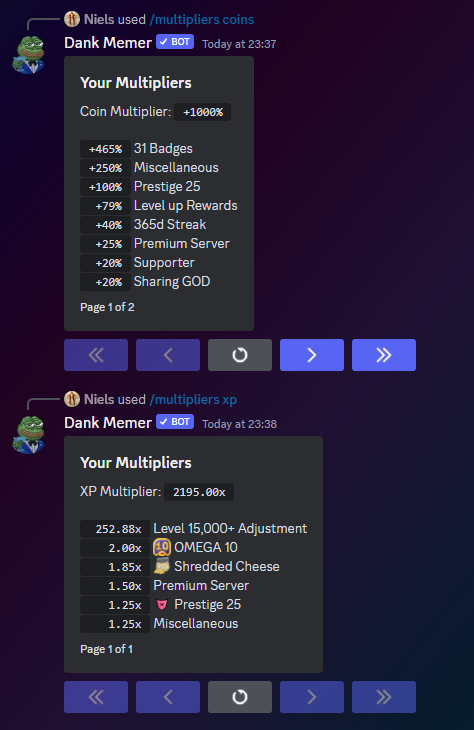 Niels used /multipliers coins
Dank Memer ✓ BOT Today at 23:37
Your Multipliers
Coin Multiplier: +1000%
+465% 31 Badges
+250% Miscellaneous
+100% Prestige 25
+79% Level up Rewards
+40% 365d Streak
+25% Premium Server
+20% Supporter
+20% Sharing GOD
Page 1 of 2
Niels used /multipliers xp
Dank Memer ✓ BOT Today at 23:38
Your Multipliers
XP Multiplier: 2195.00x
252.88x Level 15,000+ Adjustment
2.00x 10 OMEGA 10
1.85x Shredded Cheese
1.50x Premium Server
1.25x Prestige 25
1.25x Miscellaneous
Page 1 of 1